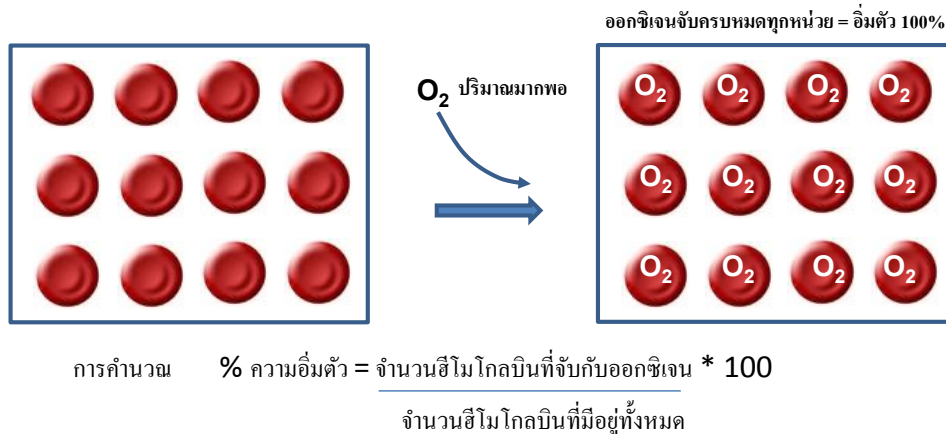 ออกซิเจนจับครบหมดทุกหน่วย = อิ่มตัว 100%
O2 ปริมาณมากพอ
O2 O2 O2 O2
O2 O2 O2 O2
O2 O2 O2 O2
การคำนวณ % ความอิ่มตัว = จำนวนฮีโมโกลบินที่จับกับออกซิเจน * 100
จำนวนฮีโมโกลบินที่มีอยู่ทั้งหมด